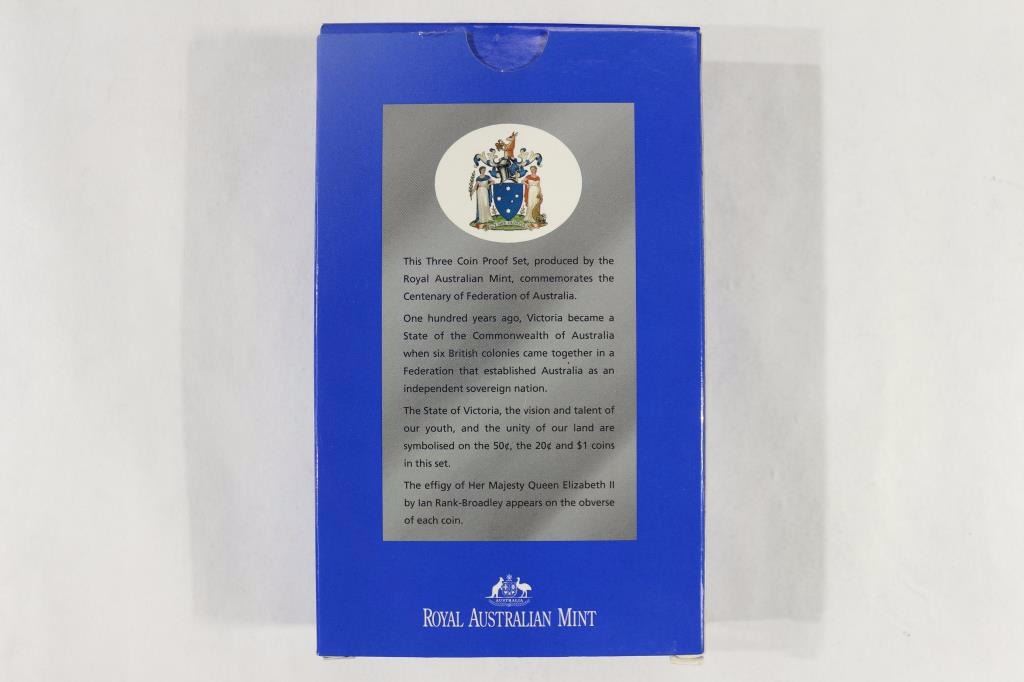 This Three Coin Proof Set, produced by the
Royal Australian Mint, commemorates the
Centenary of Federation of Australia.
One hundred years ago, Victoria became a
State of the Commonwealth of Australia
when six British colonies came together in a
Federation that established Australia as an
independent sovereign nation.
The State of Victoria, the vision and talent of
our youth, and the unity of our land are
symbolised on the 50¢, the 20¢ and $1 coins
in this set.
The effigy of Her Majesty Queen Elizabeth II
by Ian Rank-Broadley appears on the obverse
of each coin.
AUSTRALIA
ROYAL AUSTRALIAN MINT